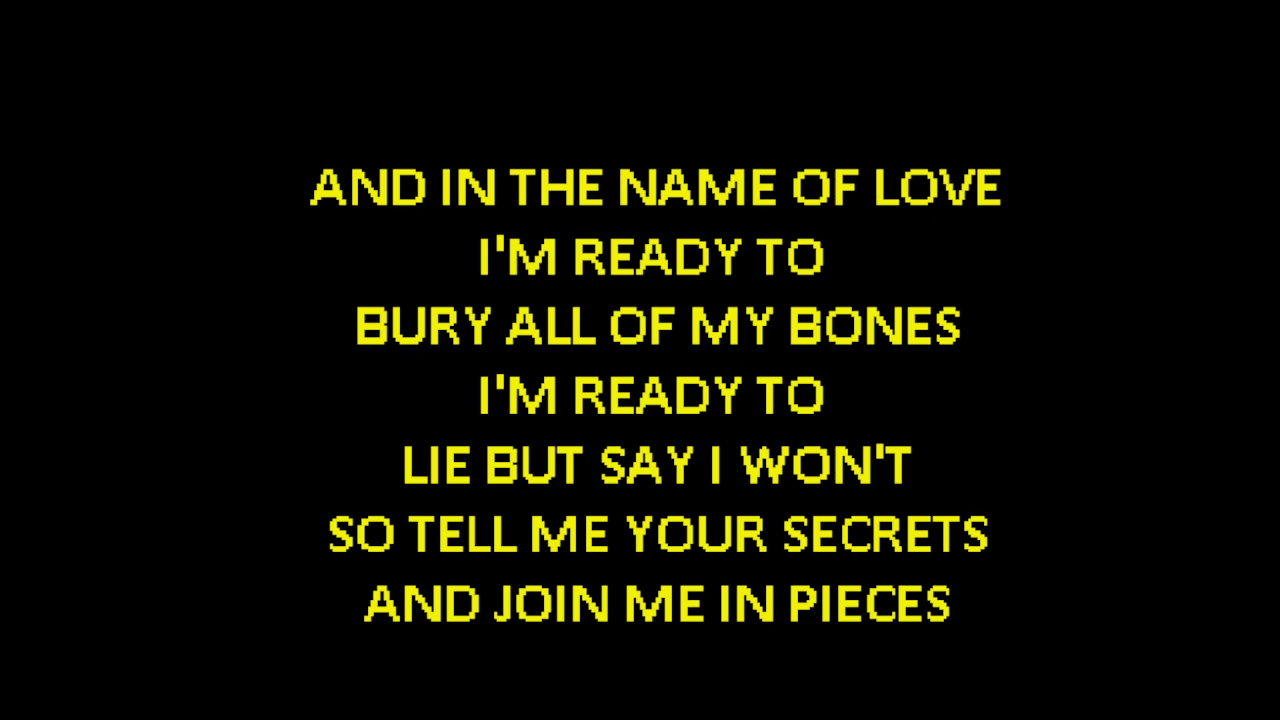 AND IN THE NAME OF LOVE
I'M READY TO
BURY ALL OF MY BONES
I'M READY TO
LIE BUT SAY I WON'T
SO TELL ME YOUR SECRETS
AND JOIN ME IN PIECES